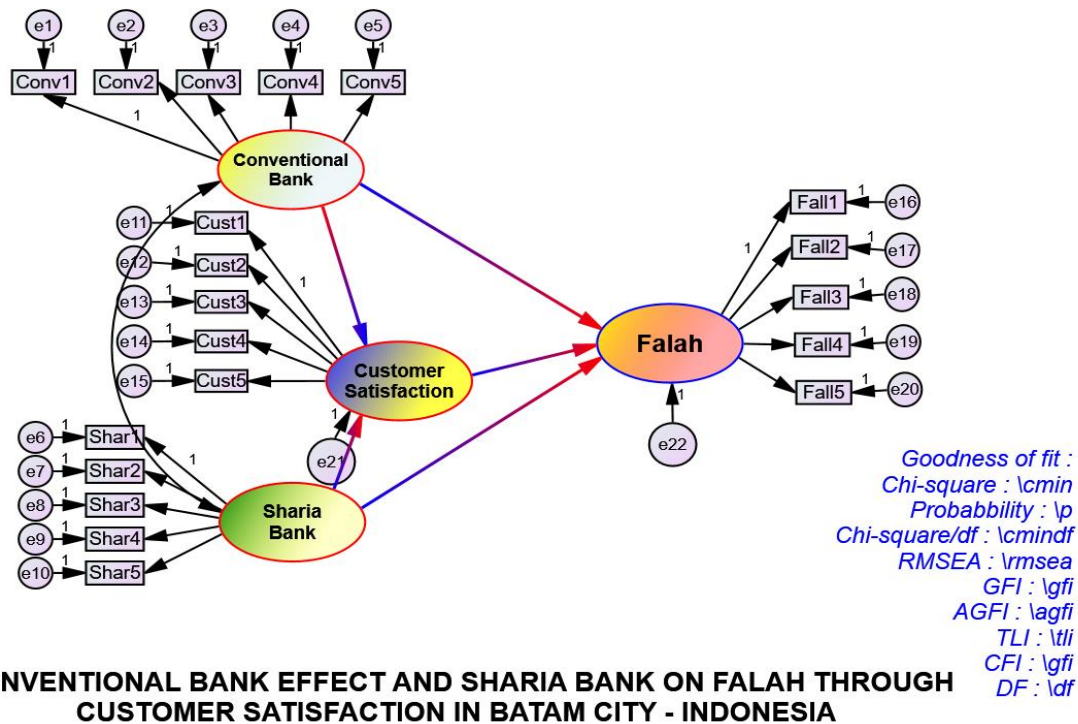 e1
e2
e3
e4
e5
1
1
1
1
1
Conv1
Conv2
Conv3
Conv4
Conv5
1
Conventional
Bank
e11
1
Cust1
e12
1
Cust2
e13
1
Cust3
e14
1
Cust4
e15
1
Cust5
1
Customer
Satisfaction
1
e21
e6
1
Shar1
e7
1
Shar2
e8
1
Shar3
e9
1
Shar4
e10
1
Shar5
1
Sharia
Bank
Falah
1
e22
1
Fall1
1
e16
Fall2
1
e17
Fall3
1
e18
Fall4
1
e19
Fall5
1
e20
Goodness of fit :
Chi-square : \cmin
Probabbility : \p
Chi-square/df : \cmindf
RMSEA : \rmsea
GFI : \gfi
AGFI : \agfi
TLI : \tli
CFI : \gfi
DF : \df
NVENTIONAL BANK EFFECT AND SHARIA BANK ON FALAH THROUGH
CUSTOMER SATISFACTION IN BATAM CITY - INDONESIA